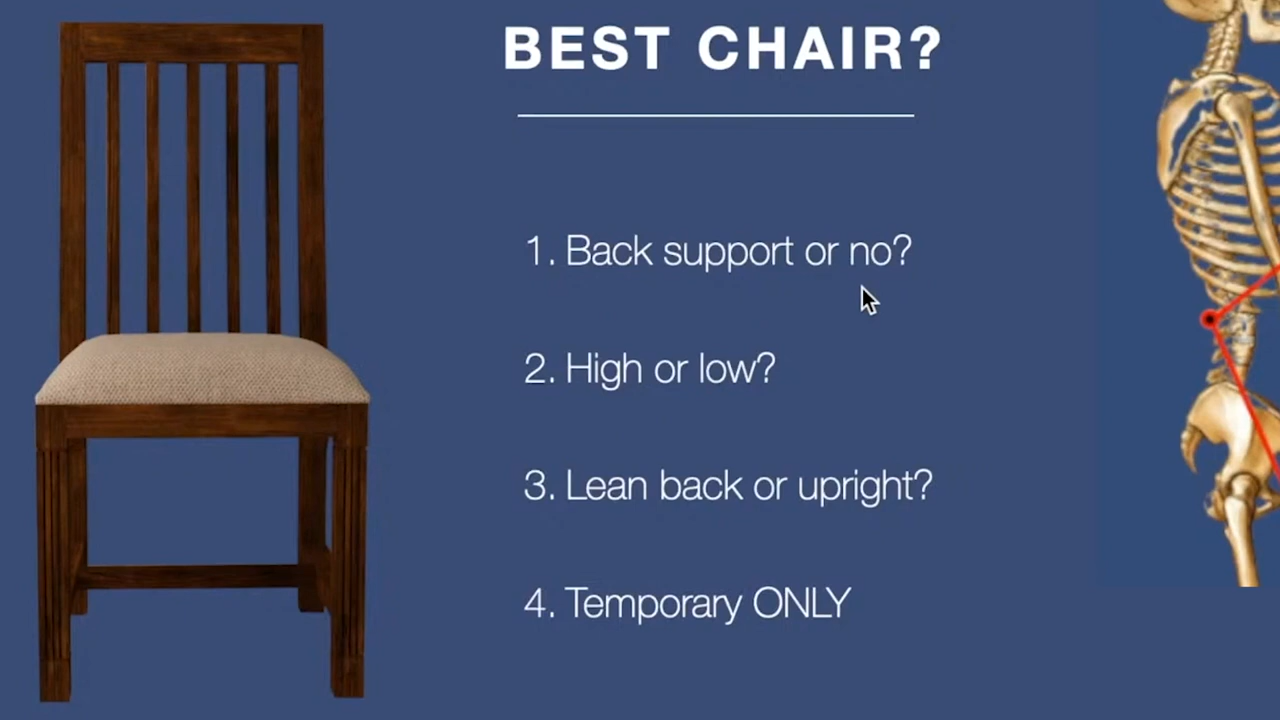 BEST CHAIR?
1. Back support or no?
2. High or low?
3. Lean back or upright?
4. Temporary ONLY